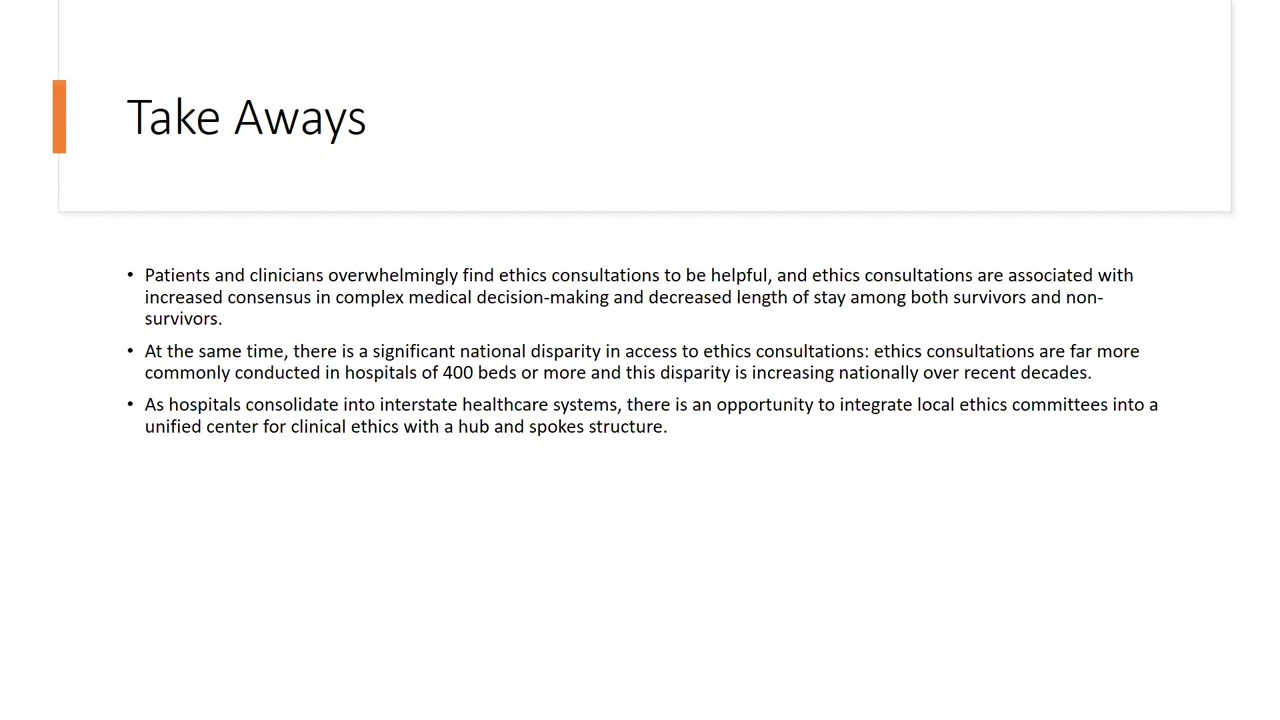 Take Aways
• Patients and clinicians overwhelmingly find ethics consultations to be helpful, and ethics consultations are associated with
increased consensus in complex medical decision-making and decreased length of stay among both survivors and non-
survivors.
• At the same time, there is a significant national disparity in access to ethics consultations: ethics consultations are far more
commonly conducted in hospitals of 400 beds or more and this disparity is increasing nationally over recent decades.
• As hospitals consolidate into interstate healthcare systems, there is an opportunity to integrate local ethics committees into a
unified center for clinical ethics with a hub and spokes structure.